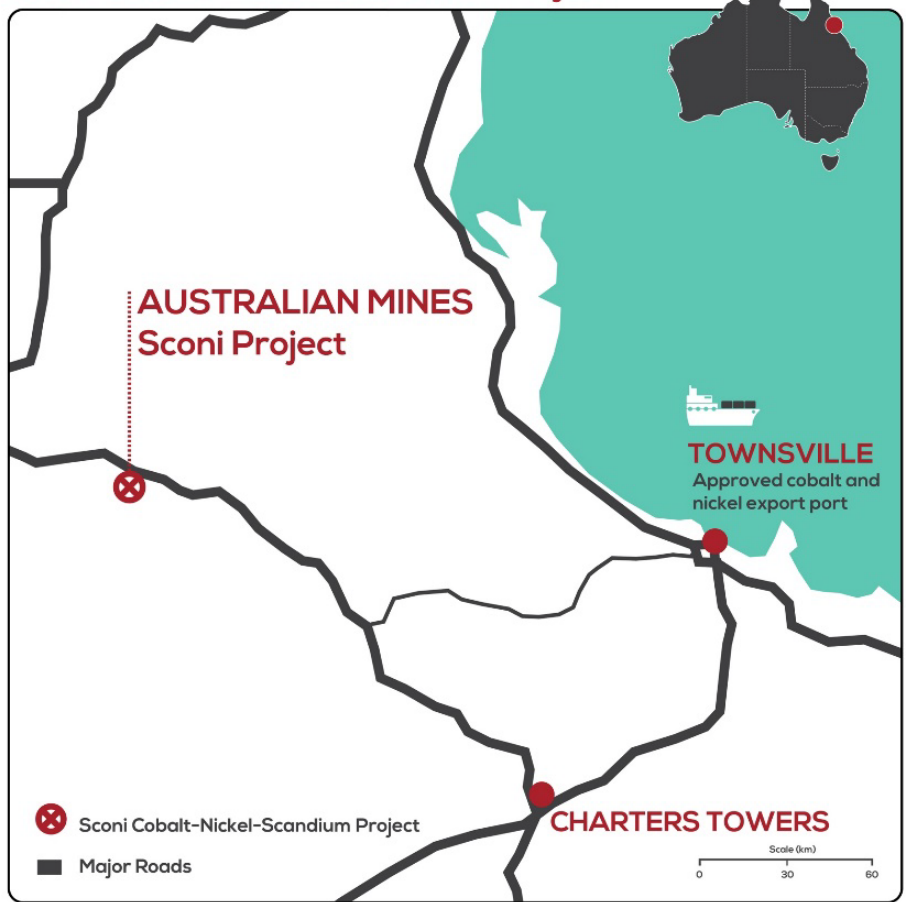 AUSTRALIAN MINES
Sconi Project
TOWNSVILLE
Approved cobalt and
nickel export port
CHARTERS TOWERS
Sconi Cobalt-Nickel-Scandium Project
Major Roads
Scale (km)
0 30 60